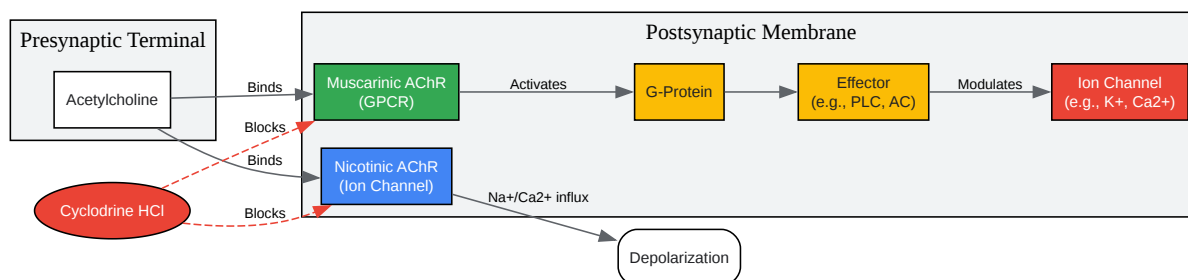 Presynaptic Terminal
Postsynaptic Membrane
Acetylcholine
Binds
Muscarinic AChR
(GPCR)
Activates
G-Protein
Effector
(e.g., PLC, AC)
Modulates
Ion Channel
(e.g., K+, Ca2+)
Blocks
Binds
Nicotinic AChR
(Ion Channel)
Na+/Ca2+ influx
Cyclodrine HCl
Blocks
Depolarization